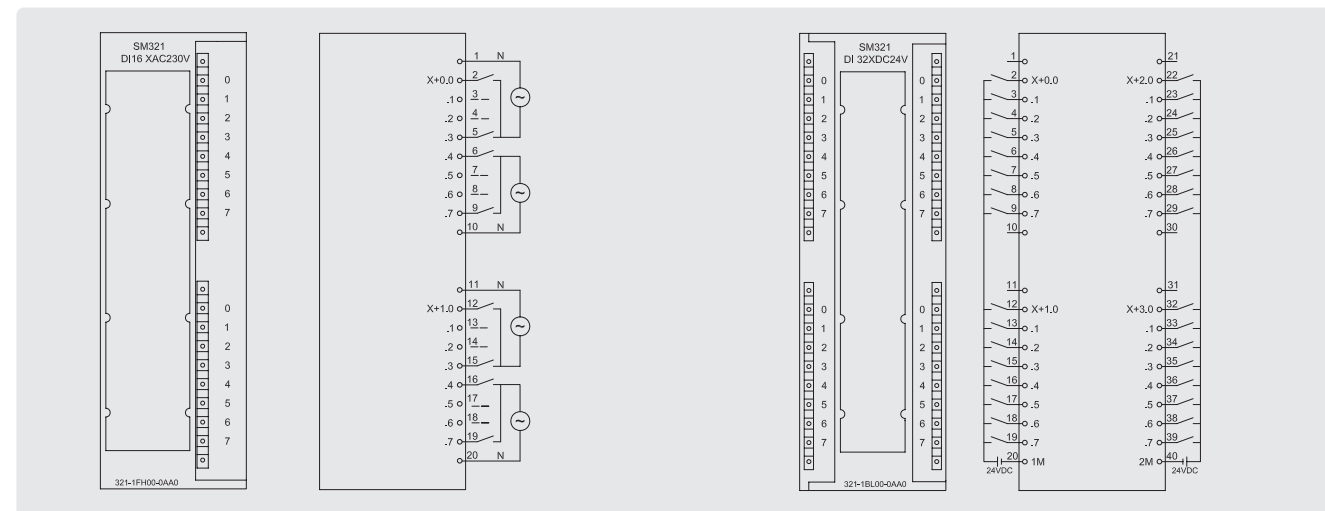 SM321
DI16 XAC230V
0
1
2
3
4
5
6
7
0
1
2
3
4
5
6
7
321-1FH00-0AA0
1 N
X+0.0 2
.1 3
.2 4
.3 5
.4 6
.5 7
.6 8
.7 9
10 N
11 N
X+1.0 12
.1 13
.2 14
.3 15
.4 16
.5 17
.6 18
.7 19
20 N
SM321
DI 32XDC24V
0 0
1 1
2 2
3 3
4 4
5 5
6 6
7 7
0 0
1 1
2 2
3 3
4 4
5 5
6 6
7 7
321-1BL00-0AA0
1 21
2 X+0.0 X+2.0 22
3 .1 .1 23
4 .2 .2 24
5 .3 .3 25
6 .4 .4 26
7 .5 .5 27
8 .6 .6 28
9 .7 .7 29
10 30
11 31
12 X+1.0 X+3.0 32
13 .1 .1 33
14 .2 .2 34
15 .3 .3 35
16 .4 .4 36
17 .5 .5 37
18 .6 .6 38
19 .7 .7 39
20 1M 2M 40
24VDC 24VDC